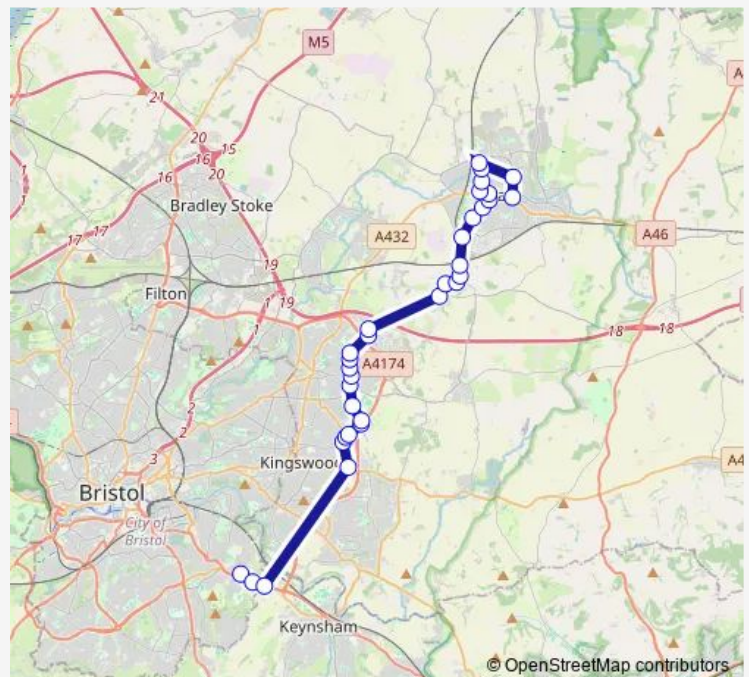 M5
A
21
20
15
16
20
16
Bradley Stoke
17
17
A432
A46
19
Filton
1
19
1
18
18
A4174
2
2
3
Kingswood
A4
Bristol
City of
Bristol
Keynsham
© OpenStreetMap contributors